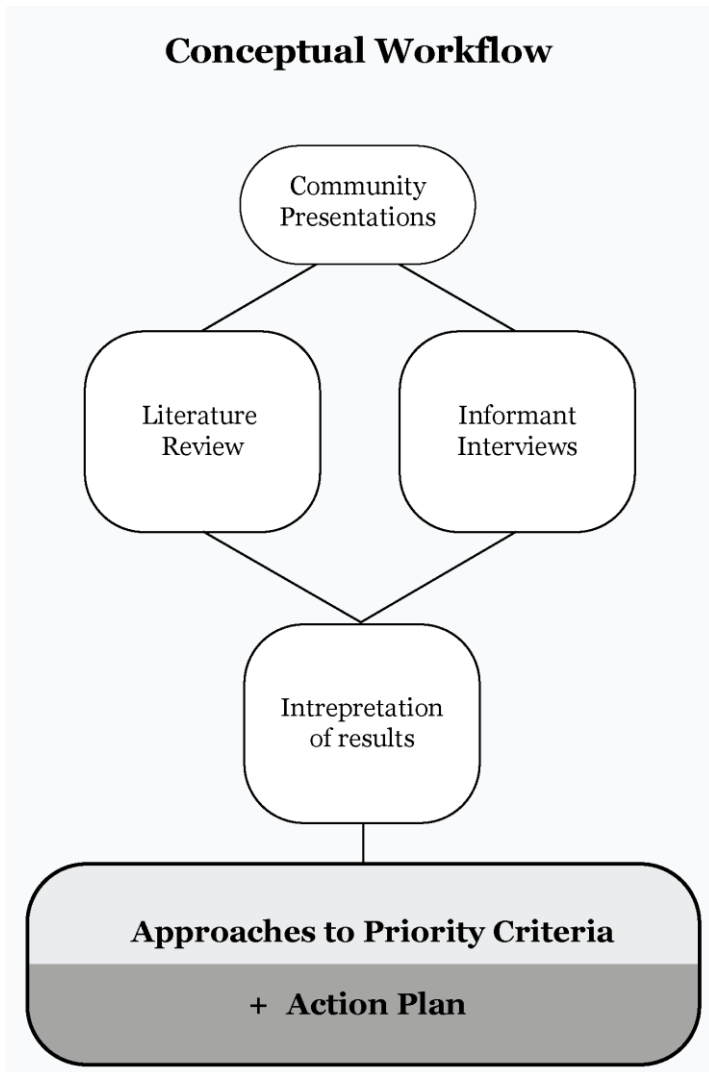 Conceptual Workflow
Community
Presentations
Literature
Review
Informant
Interviews
Intrepretation
of results
Approaches to Priority Criteria
+ Action Plan